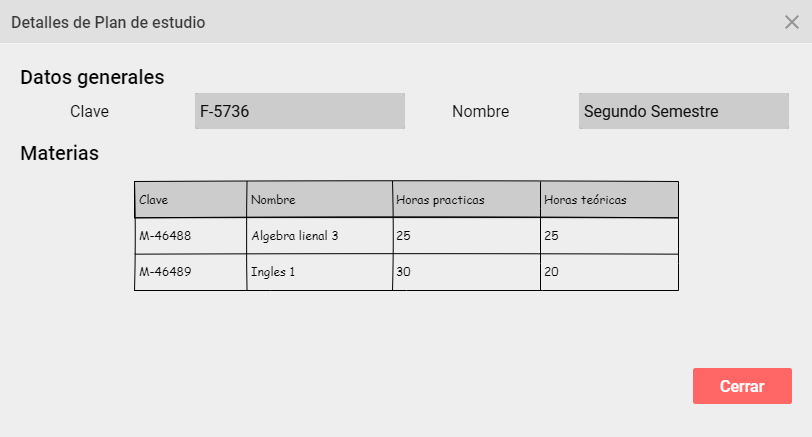 Detalles de Plan de estudio
Datos generales
Clave F-5736 Nombre Segundo Semestre
Materias
Clave Nombre Horas practicas Horas teóricas
M-46488 Algebra lienal 3 25 25
M-46489 Ingles 1 30 20
Cerrar